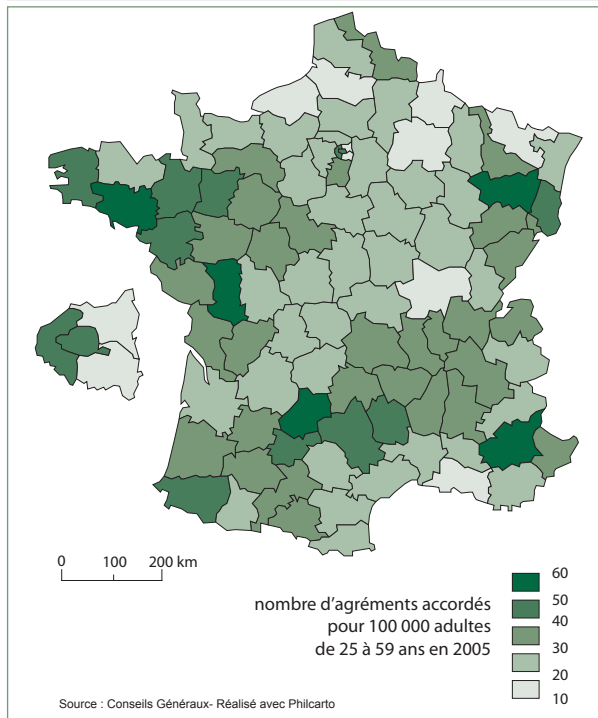 0 100 200 km
nombre d'agréments accordés
pour 100 000 adultes
de 25 à 59 ans en 2005
60
50
40
30
20
10
Source : Conseils Généraux- Réalisé avec Philcarto